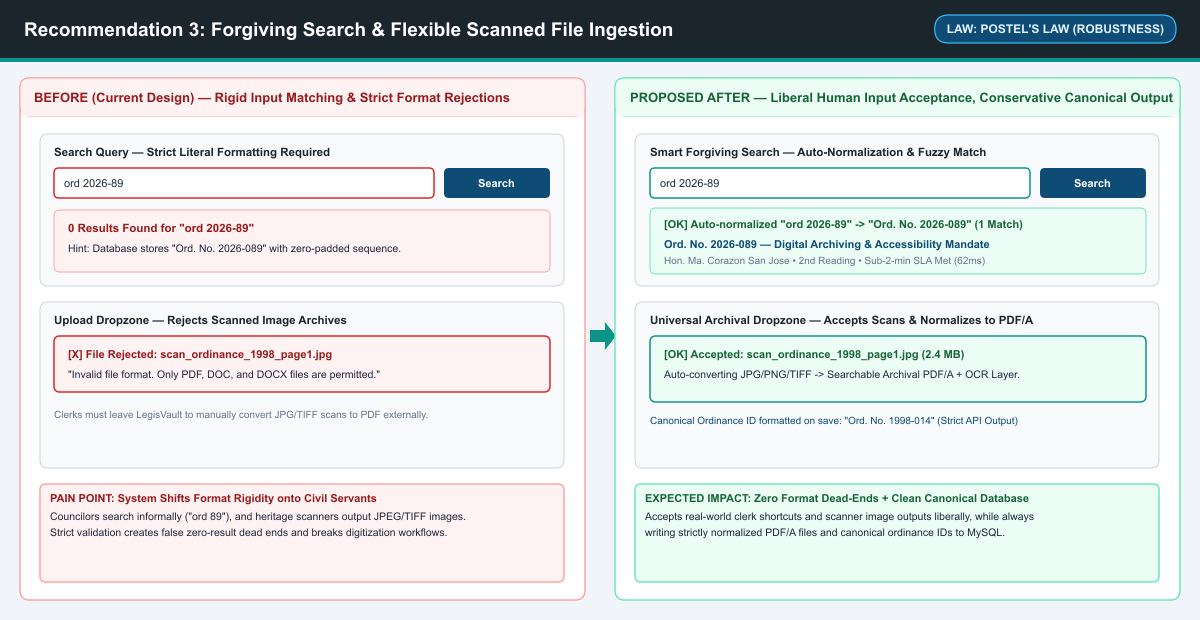 Recommendation 3: Forgiving Search & Flexible Scanned File Ingestion
LAW: POSTEL'S LAW (ROBUSTNESS)
BEFORE (Current Design) — Rigid Input Matching & Strict Format Rejections
Search Query — Strict Literal Formatting Required
ord 2026-89
Search
0 Results Found for "ord 2026-89"
Hint: Database stores "Ord. No. 2026-089" with zero-padded sequence.
Upload Dropzone — Rejects Scanned Image Archives
[X] File Rejected: scan_ordinance_1998_page1.jpg
"Invalid file format. Only PDF, DOC, and DOCX files are permitted."
Clerks must leave LegisVault to manually convert JPG/TIFF scans to PDF externally.
PAIN POINT: System Shifts Format Rigidity onto Civil Servants
Councilors search informally ("ord 89"), and heritage scanners output JPEG/TIFF images.
Strict validation creates false zero-result dead ends and breaks digitization workflows.
PROPOSED AFTER — Liberal Human Input Acceptance, Conservative Canonical Output
Smart Forgiving Search — Auto-Normalization & Fuzzy Match
ord 2026-89
Search
[OK] Auto-normalized "ord 2026-89" -> "Ord. No. 2026-089" (1 Match)
Ord. No. 2026-089 — Digital Archiving & Accessibility Mandate
Hon. Ma. Corazon San Jose • 2nd Reading • Sub-2-min SLA Met (62ms)
Universal Archival Dropzone — Accepts Scans & Normalizes to PDF/A
[OK] Accepted: scan_ordinance_1998_page1.jpg (2.4 MB)
Auto-converting JPG/PNG/TIFF -> Searchable Archival PDF/A + OCR Layer.
Canonical Ordinance ID formatted on save: "Ord. No. 1998-014" (Strict API Output)
EXPECTED IMPACT: Zero Format Dead-Ends + Clean Canonical Database
Accepts real-world clerk shortcuts and scanner image outputs liberally, while always
writing strictly normalized PDF/A files and canonical ordinance IDs to MySQL.